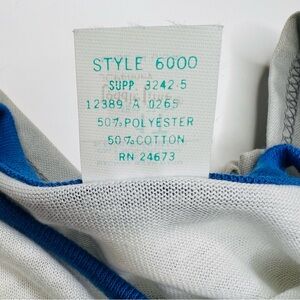 STYLE 6000
SUPP. 3242 5
12389 A 0265
50% POLYESTER
50% COTTON
RN 24673